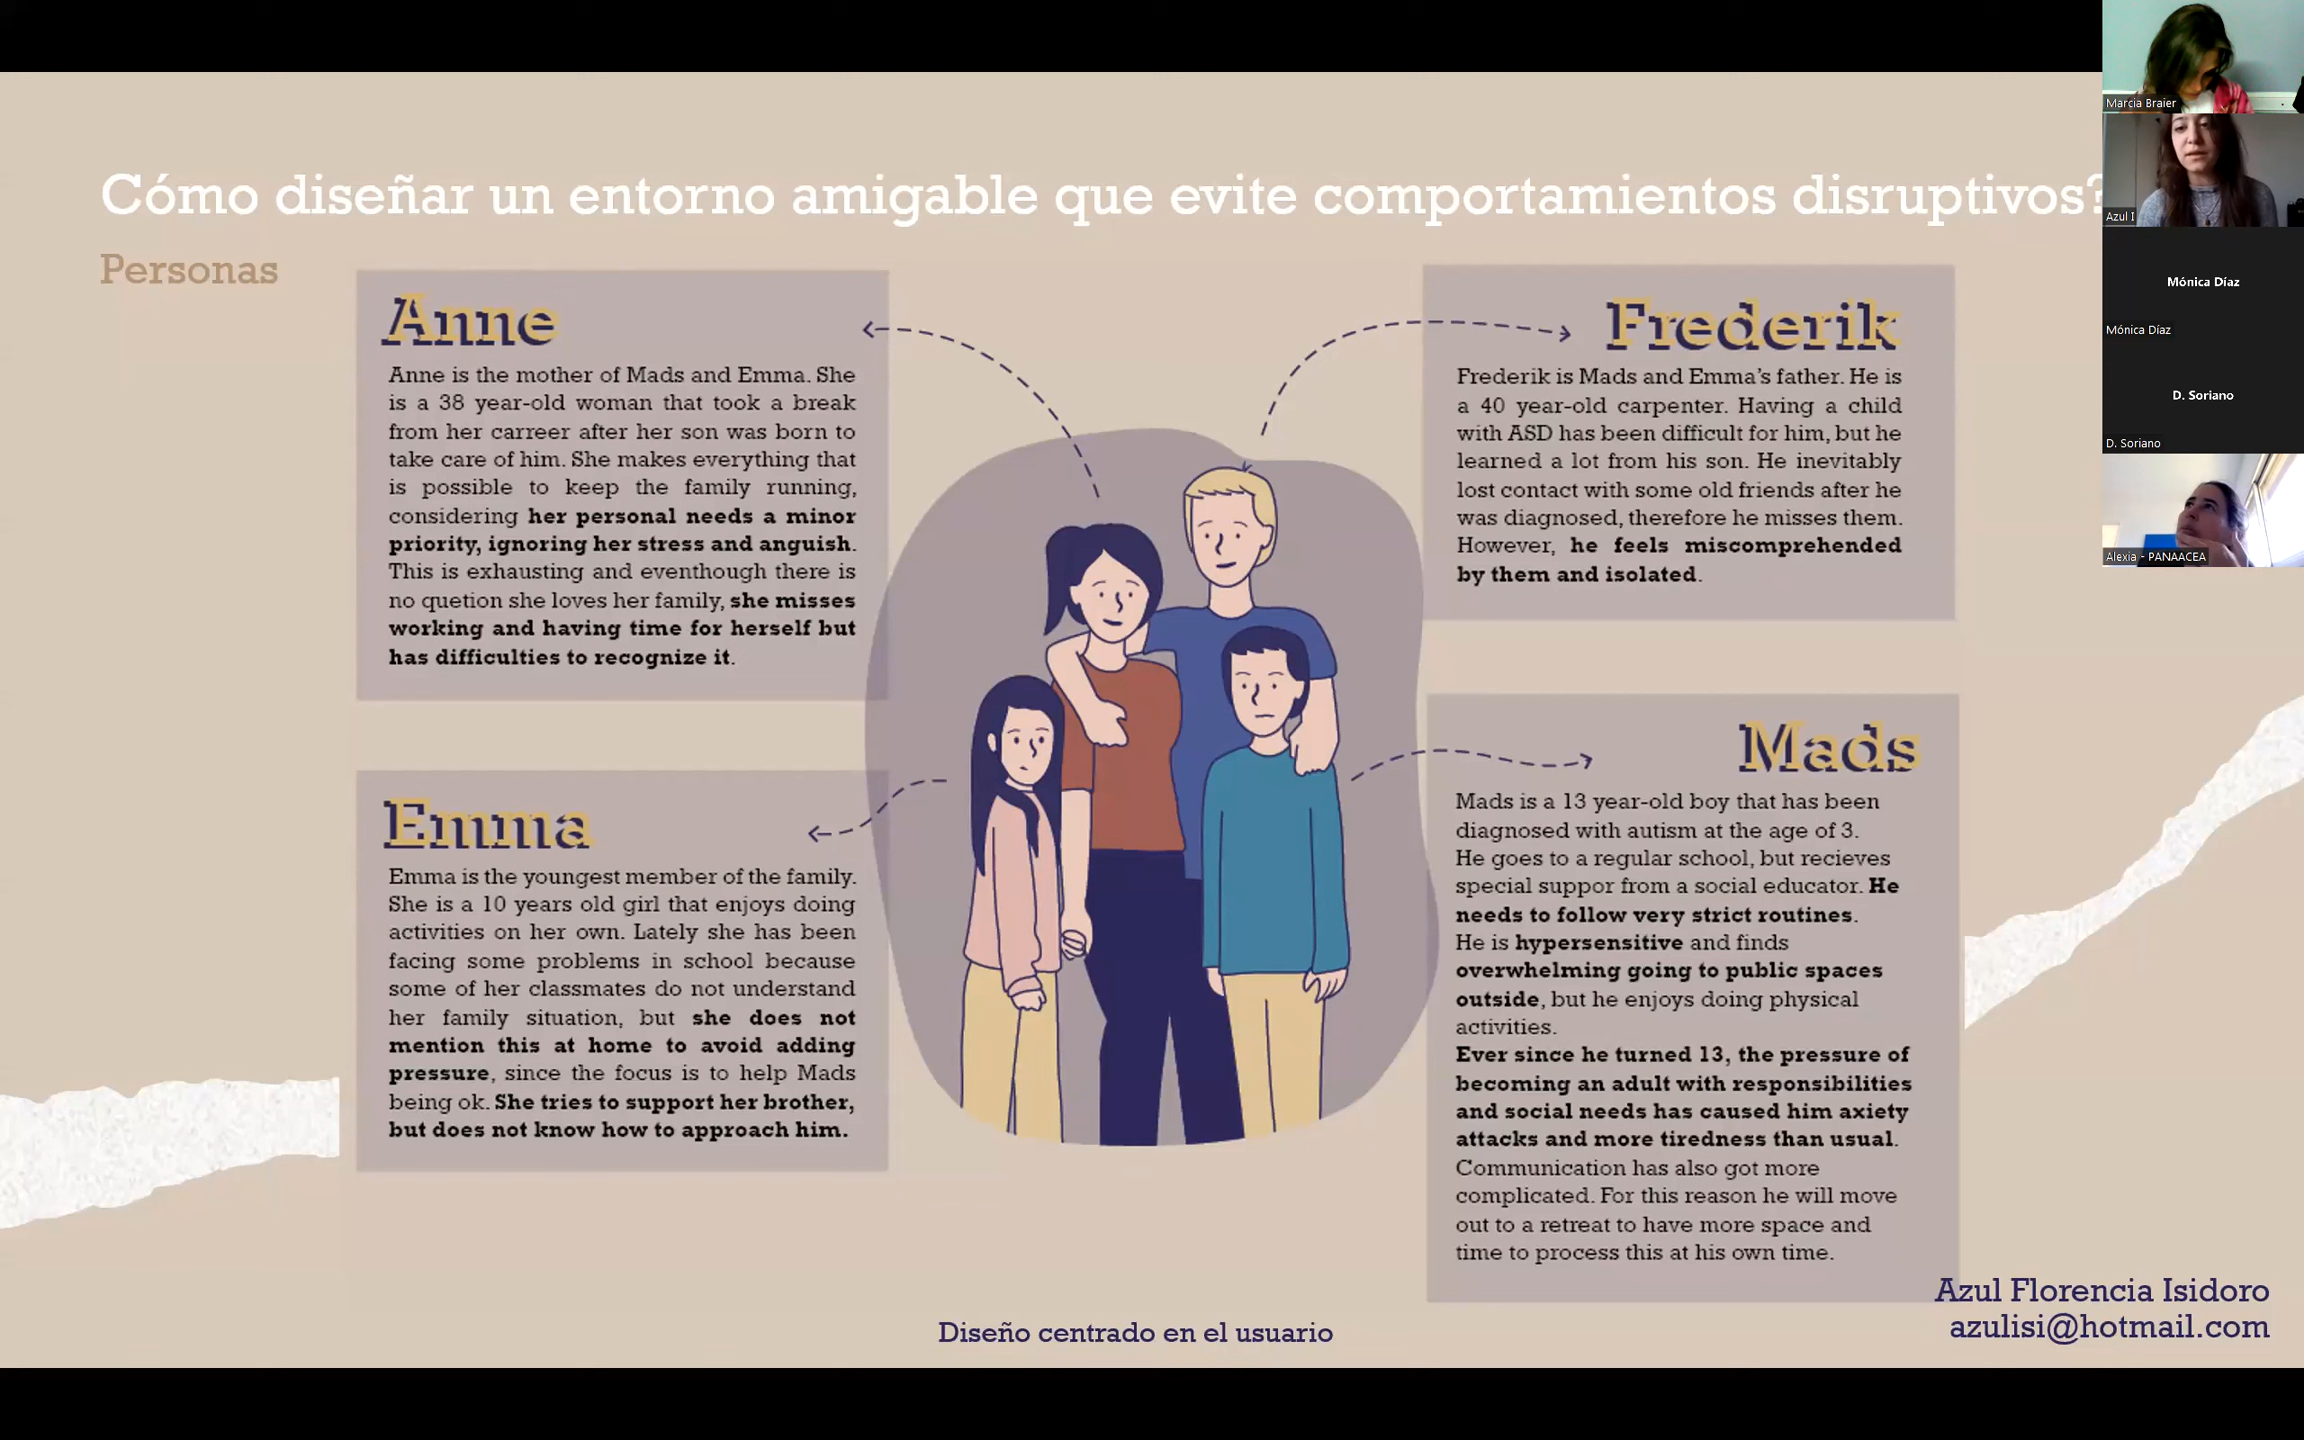 Cómo diseñar un entorno amigable que evite comportamientos disruptivos?
Personas
Anne
Anne is the mother of Mads and Emma. She
is a 38 year-old woman that took a break
from her carreer after her son was born to
take care of him. She makes everything that
is possible to keep the family running,
considering her personal needs a minor
priority, ignoring her stress and anguish.
This is exhausting and eventhough there is
no quetion she loves her family, she misses
working and having time for herself but
has difficulties to recognize it.
Emma
Emma is the youngest member of the family.
She is a 10 years old girl that enjoys doing
activities on her own. Lately she has been
facing some problems in school because
some of her classmates do not understand
her family situation, but she does not
mention this at home to avoid adding
pressure, since the focus is to help Mads
being ok. She tries to support her brother,
but does not know how to approach him.
Frederik
Frederik is Mads and Emma’s father. He is
a 40 year-old carpenter. Having a child
with ASD has been difficult for him, but he
learned a lot from his son. He inevitably
lost contact with some old friends after he
was diagnosed, therefore he misses them.
However, he feels miscomprehended
by them and isolated.
Mads
Mads is a 13 year-old boy that has been
diagnosed with autism at the age of 3.
He goes to a regular school, but recieves
special suppor from a social educator. He
needs to follow very strict routines.
He is hypersensitive and finds
overwhelming going to public spaces
outside, but he enjoys doing physical
activities.
Ever since he turned 13, the pressure of
becoming an adult with responsibilities
and social needs has caused him axiety
attacks and more tiredness than usual.
Communication has also got more
complicated. For this reason he will move
out to a retreat to have more space and
time to process this at his own time.
Diseño centrado en el usuario
Azul Florencia Isidoro
azulisi@hotmail.com
Marcia Braier
Azul I
Mónica Díaz
Mónica Díaz
D. Soriano
D. Soriano
Alexia - PANAACEA